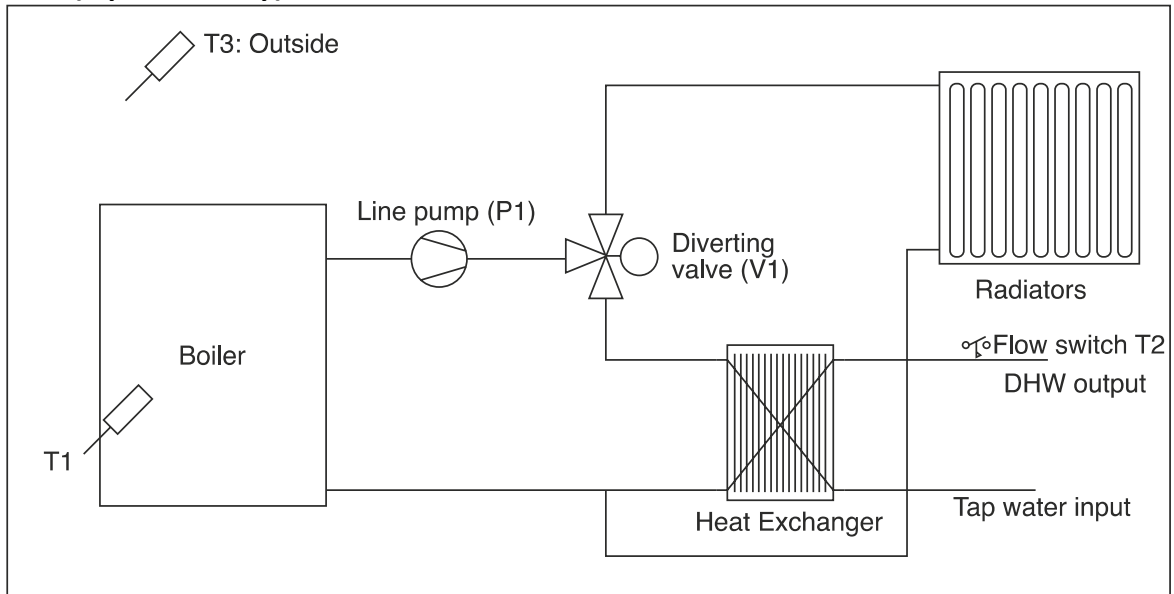 T3: Outside
Line pump (P1)
Diverting
valve (V1)
Radiators
Boiler
Flow switch T2
DHW output
T1
Tap water input
Heat Exchanger